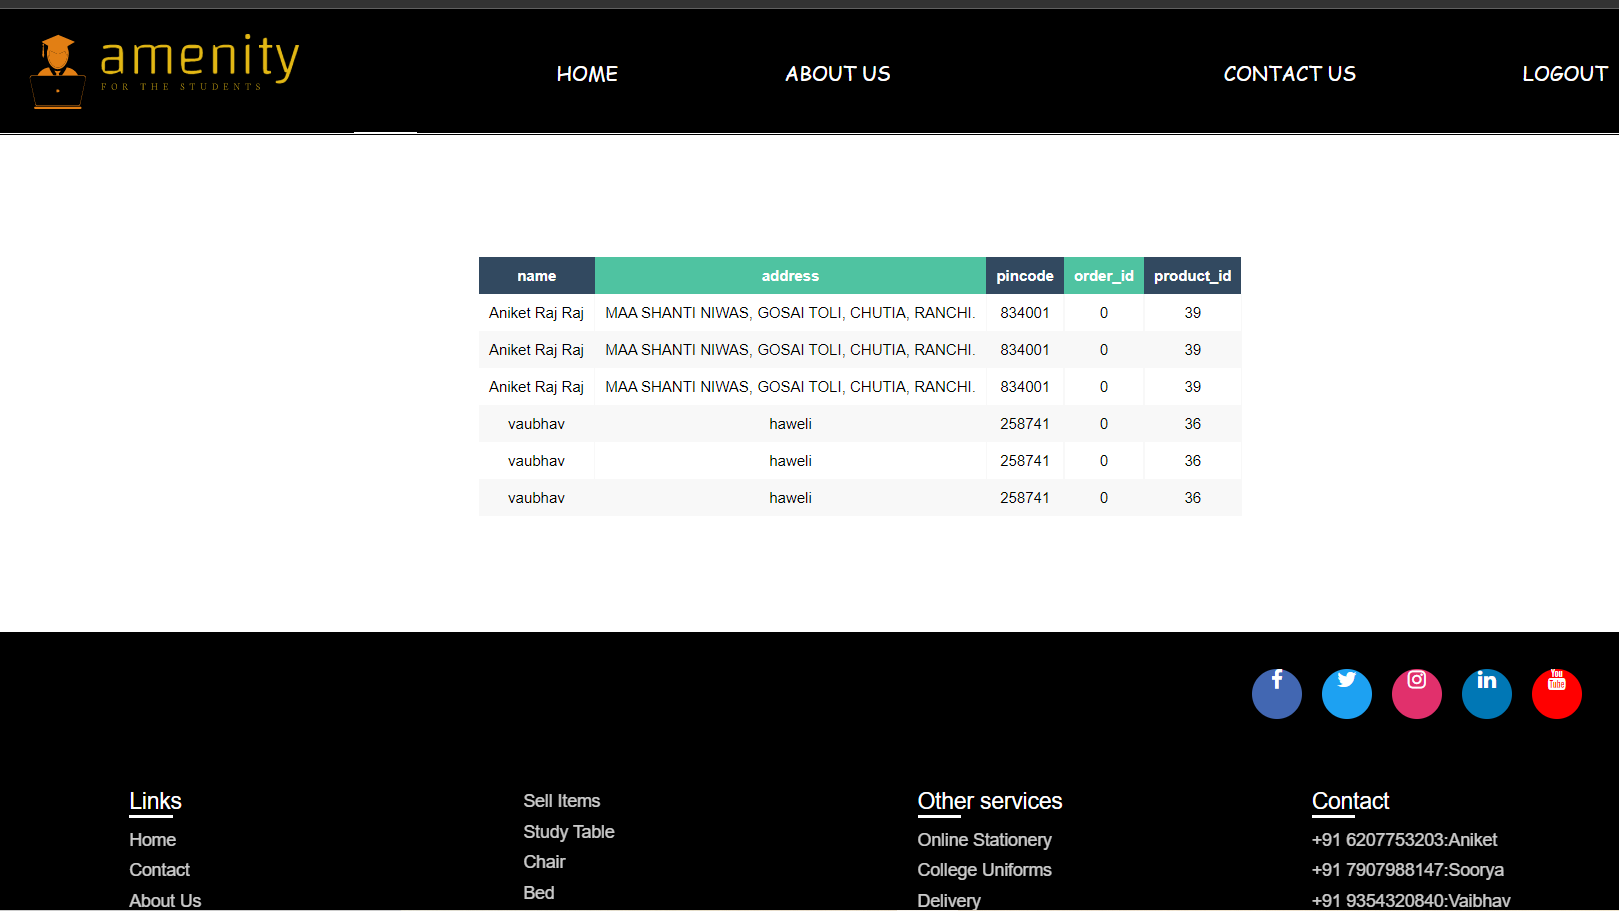 amenity
FOR THE STUDENTS
HOME ABOUT US CONTACT US LOGOUT
name address pincode order_id product_id
Aniket Raj Raj MAA SHANTI NIWAS, GOSAI TOLI, CHUTIA, RANCHI. 834001 0 39
Aniket Raj Raj MAA SHANTI NIWAS, GOSAI TOLI, CHUTIA, RANCHI. 834001 0 39
Aniket Raj Raj MAA SHANTI NIWAS, GOSAI TOLI, CHUTIA, RANCHI. 834001 0 39
vaubhav haweli 258741 0 36
vaubhav haweli 258741 0 36
vaubhav haweli 258741 0 36
You
Tube
Links
Home
Contact
About Us
Sell Items
Study Table
Chair
Bed
Other services
Online Stationery
College Uniforms
Delivery
Contact
+91 6207753203:Aniket
+91 7907988147:Soorya
+91 9354320840:Vaibhav